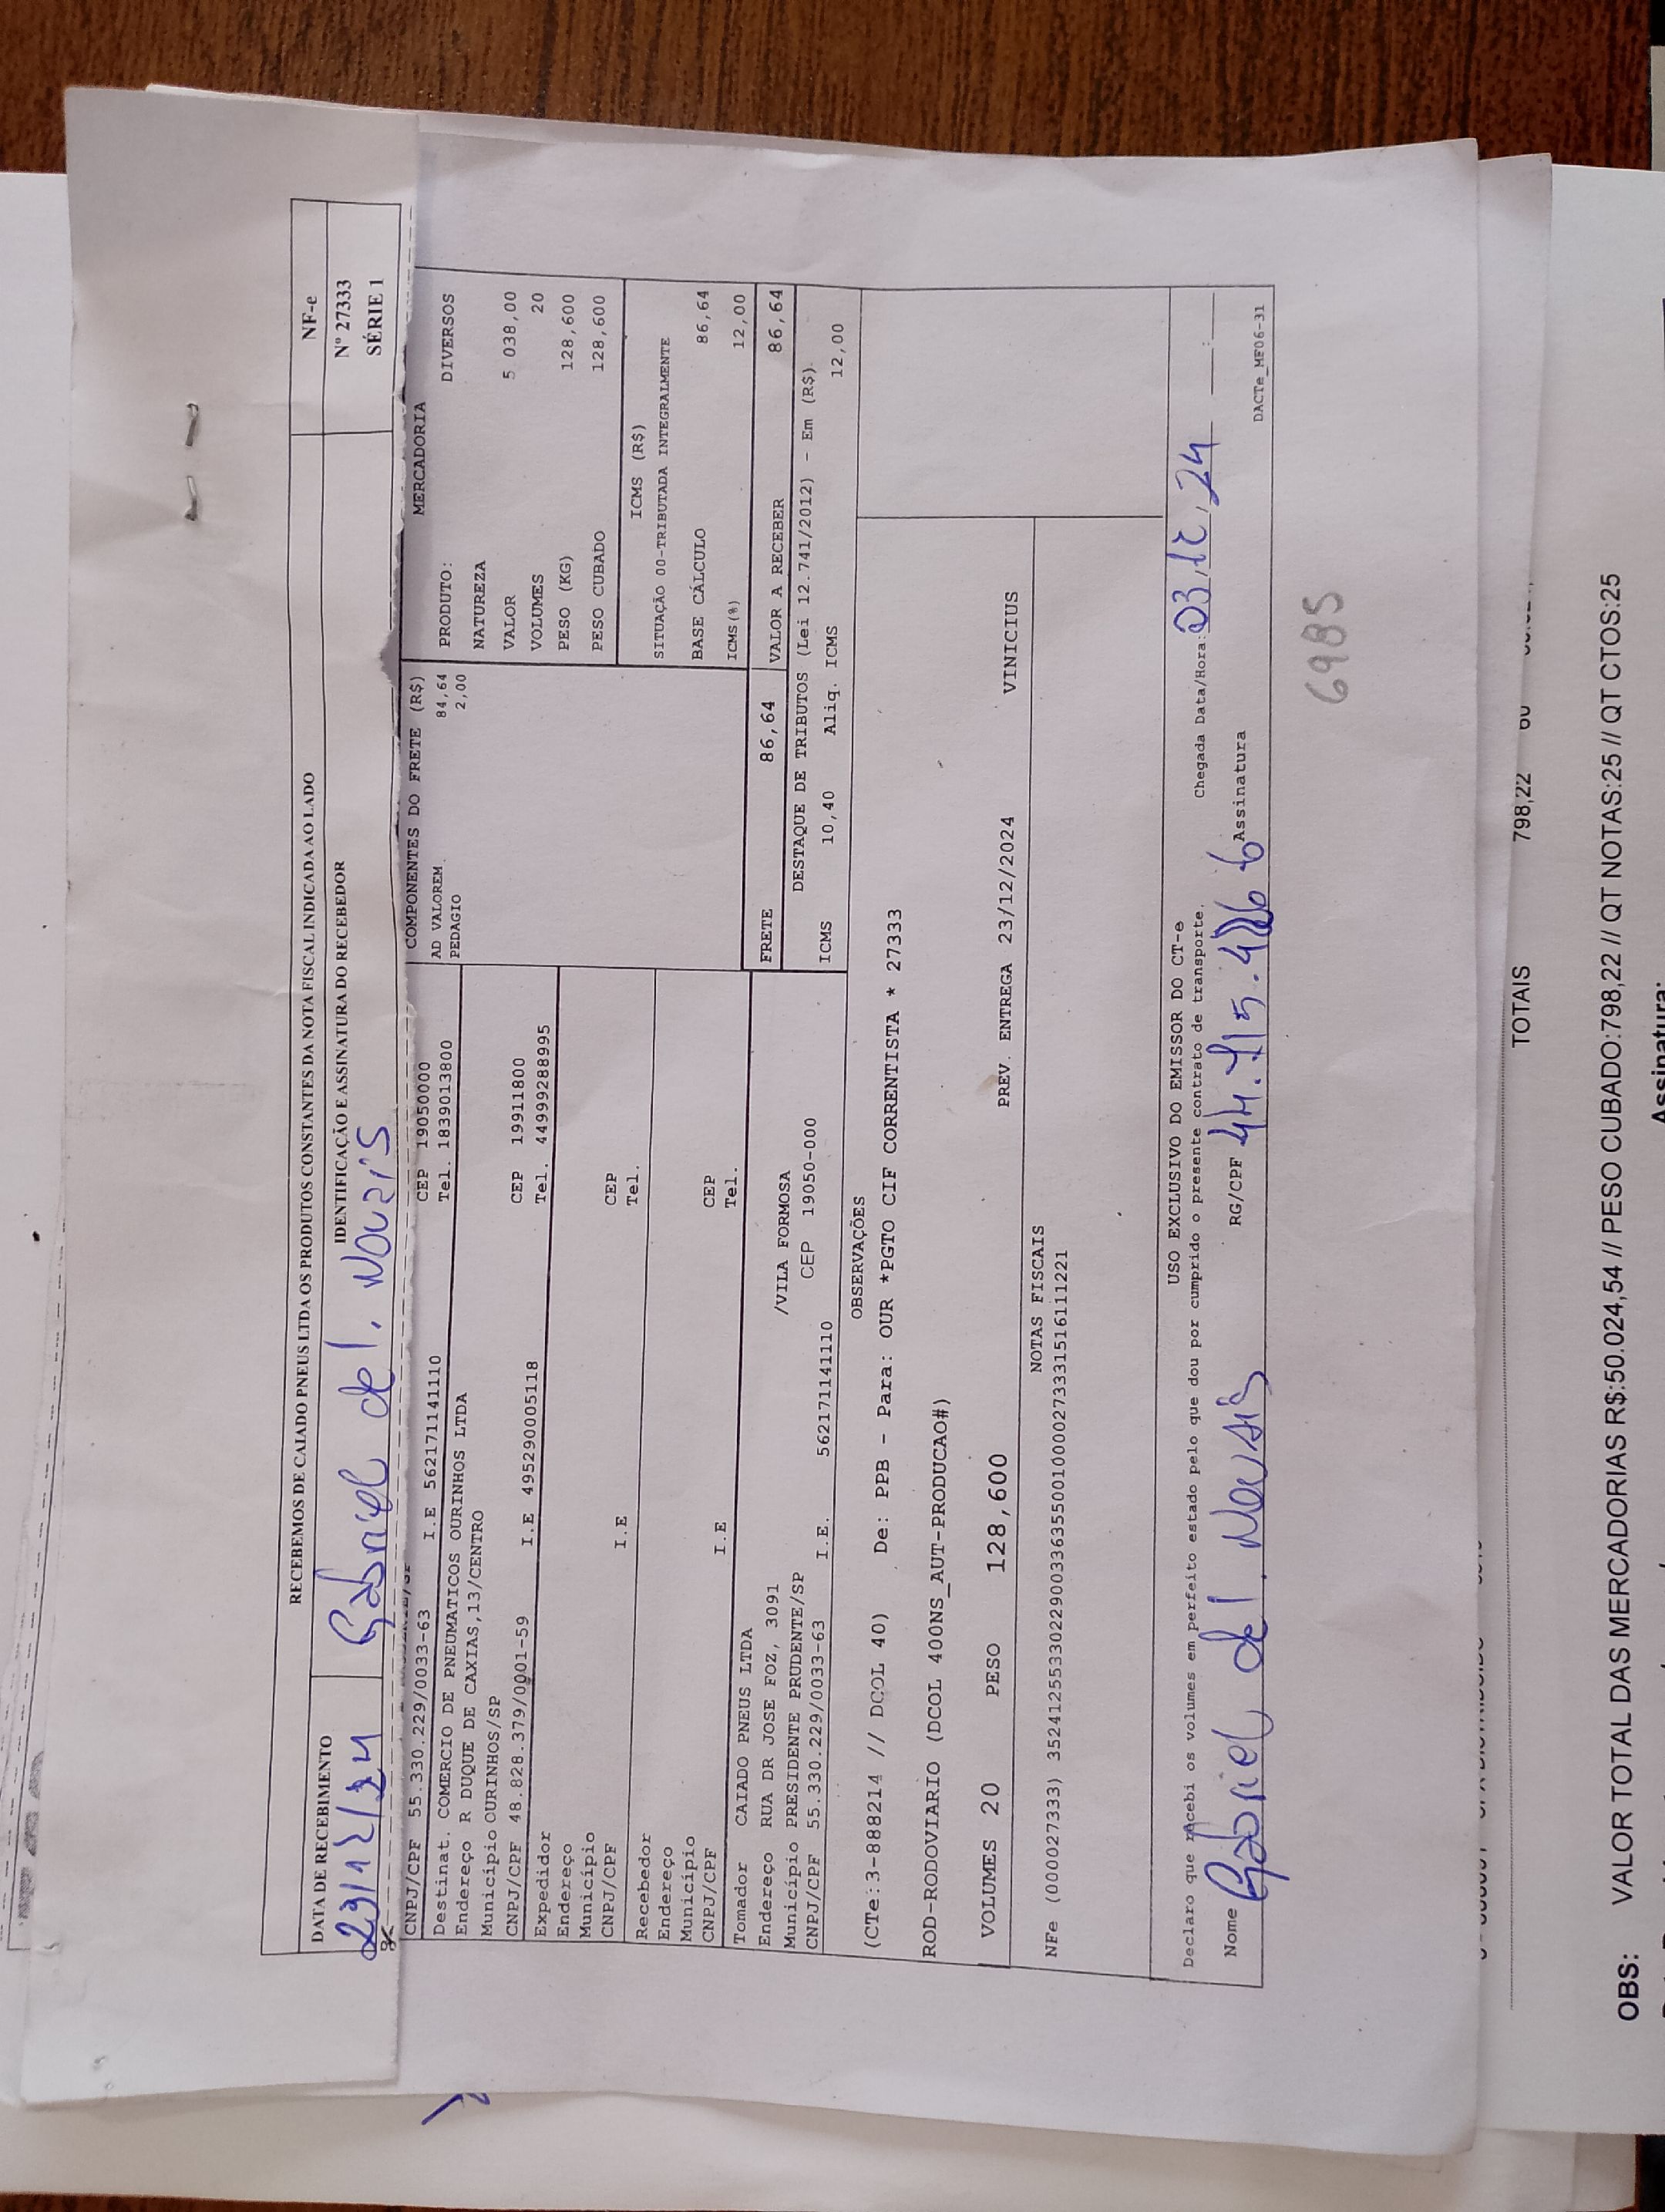 RECEBEMOS DE CAIADO PNEUS LTDA OS PRODUTOS CONSTANTES DA NOTA FISCAL INDICADA AO LADO
NF-e
Nº 27333
SÉRIE 1
DATA DE RECEBIMENTO
IDENTIFICAÇÃO E ASSINATURA DO RECEBEDOR
23/12/24
Gabriel de l. Novais
CNPJ/CPF 55.330.229/0033-63 I.E 562171141110
CEP 19050000
Tel. 1839013800
Destinat. COMERCIO DE PNEUMATICOS OURINHOS LTDA
Endereço R DUQUE DE CAXIAS,13/CENTRO
Município OURINHOS/SP CEP 19911800
CNPJ/CPF 48.828.379/0001-59 I.E 495290005118 Tel. 44999288995
Expedidor
Endereço
Município CEP
CNPJ/CPF I.E Tel.
Recebedor
Endereço
Município CEP
CNPJ/CPF I.E Tel.
Tomador CAIADO PNEUS LTDA
Endereço RUA DR JOSE FOZ, 3091 /VILA FORMOSA
Município PRESIDENTE PRUDENTE/SP CEP 19050-000
CNPJ/CPF 55.330.229/0033-63 I.E. 562171141110
COMPONENTES DO FRETE (R$)
AD VALOREM 84,64
PEDAGIO 2,00
MERCADORIA
PRODUTO: DIVERSOS
NATUREZA
VALOR 5 038,00
VOLUMES 20
PESO (KG) 128,600
PESO CUBADO 128,600
ICMS (R$)
SITUAÇÃO 00-TRIBUTADA INTEGRALMENTE
BASE CÁLCULO 86,64
ICMS(%) 12,00
FRETE 86,64 VALOR A RECEBER 86,64
DESTAQUE DE TRIBUTOS (Lei 12.741/2012) - Em (R$)
ICMS 10,40 Aliq. ICMS 12,00
OBSERVAÇÕES
(CTe:3-888214 // DCOL 40) De: PPB - Para: OUR *PGTO CIF CORRENTISTA * 27333
ROD-RODOVIARIO (DCOL 400NS_AUT-PRODUCAO#)
VOLUMES 20 PESO 128,600 PREV. ENTREGA 23/12/2024 VINICIUS
NOTAS FISCAIS
NFe (000027333) 35241255330229003363550010000273331516111221
USO EXCLUSIVO DO EMISSOR DO CT-e
Declaro que recebi os volumes em perfeito estado pelo que dou por cumprido o presente contrato de transporte.
Chegada Data/Hora: 03,12,24 :
Nome Gabriel de l. Novais RG/CPF Assinatura
DACTe_MF06-31
6985
TOTAIS 798,22 60
OBS: VALOR TOTAL DAS MERCADORIAS R$:50.024,54 // PESO CUBADO:798,22 // QT NOTAS:25 // QT CTOS:25
Assinatura: